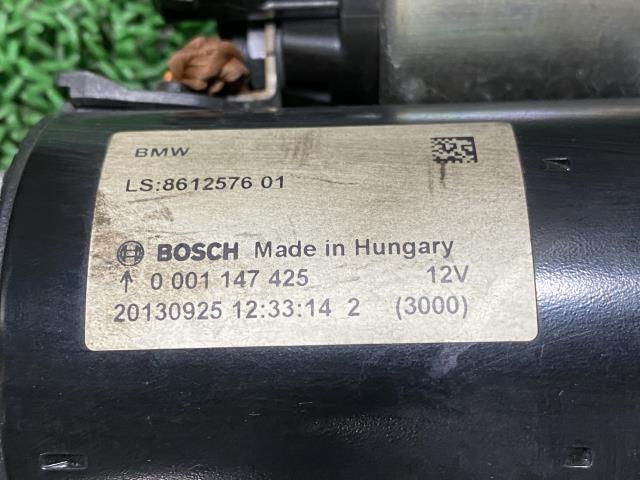 BMW
LS:8612576 01
BOSCH Made in Hungary
↑ 0 001 147 425 12V
20130925 12:33:14 2 (3000)